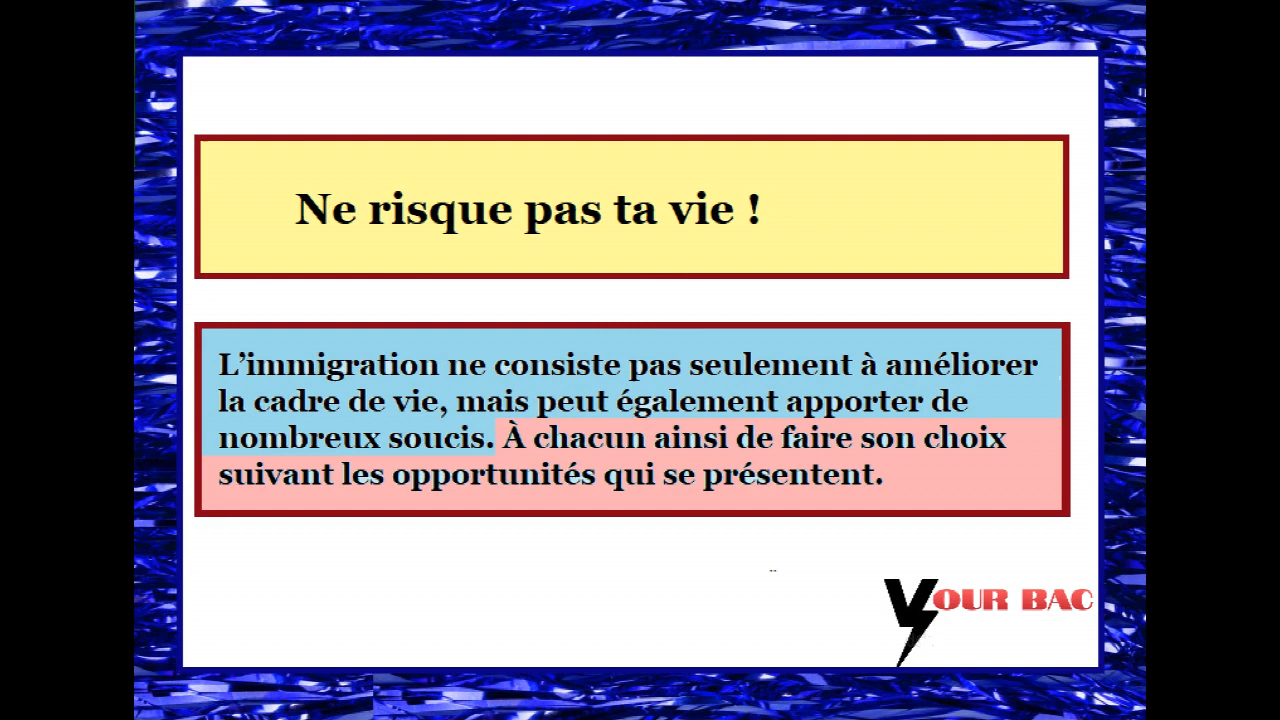 Ne risque pas ta vie !
L’immigration ne consiste pas seulement à améliorer
la cadre de vie, mais peut également apporter de
nombreux soucis. À chacun ainsi de faire son choix
suivant les opportunités qui se présentent.
YOUR BAC